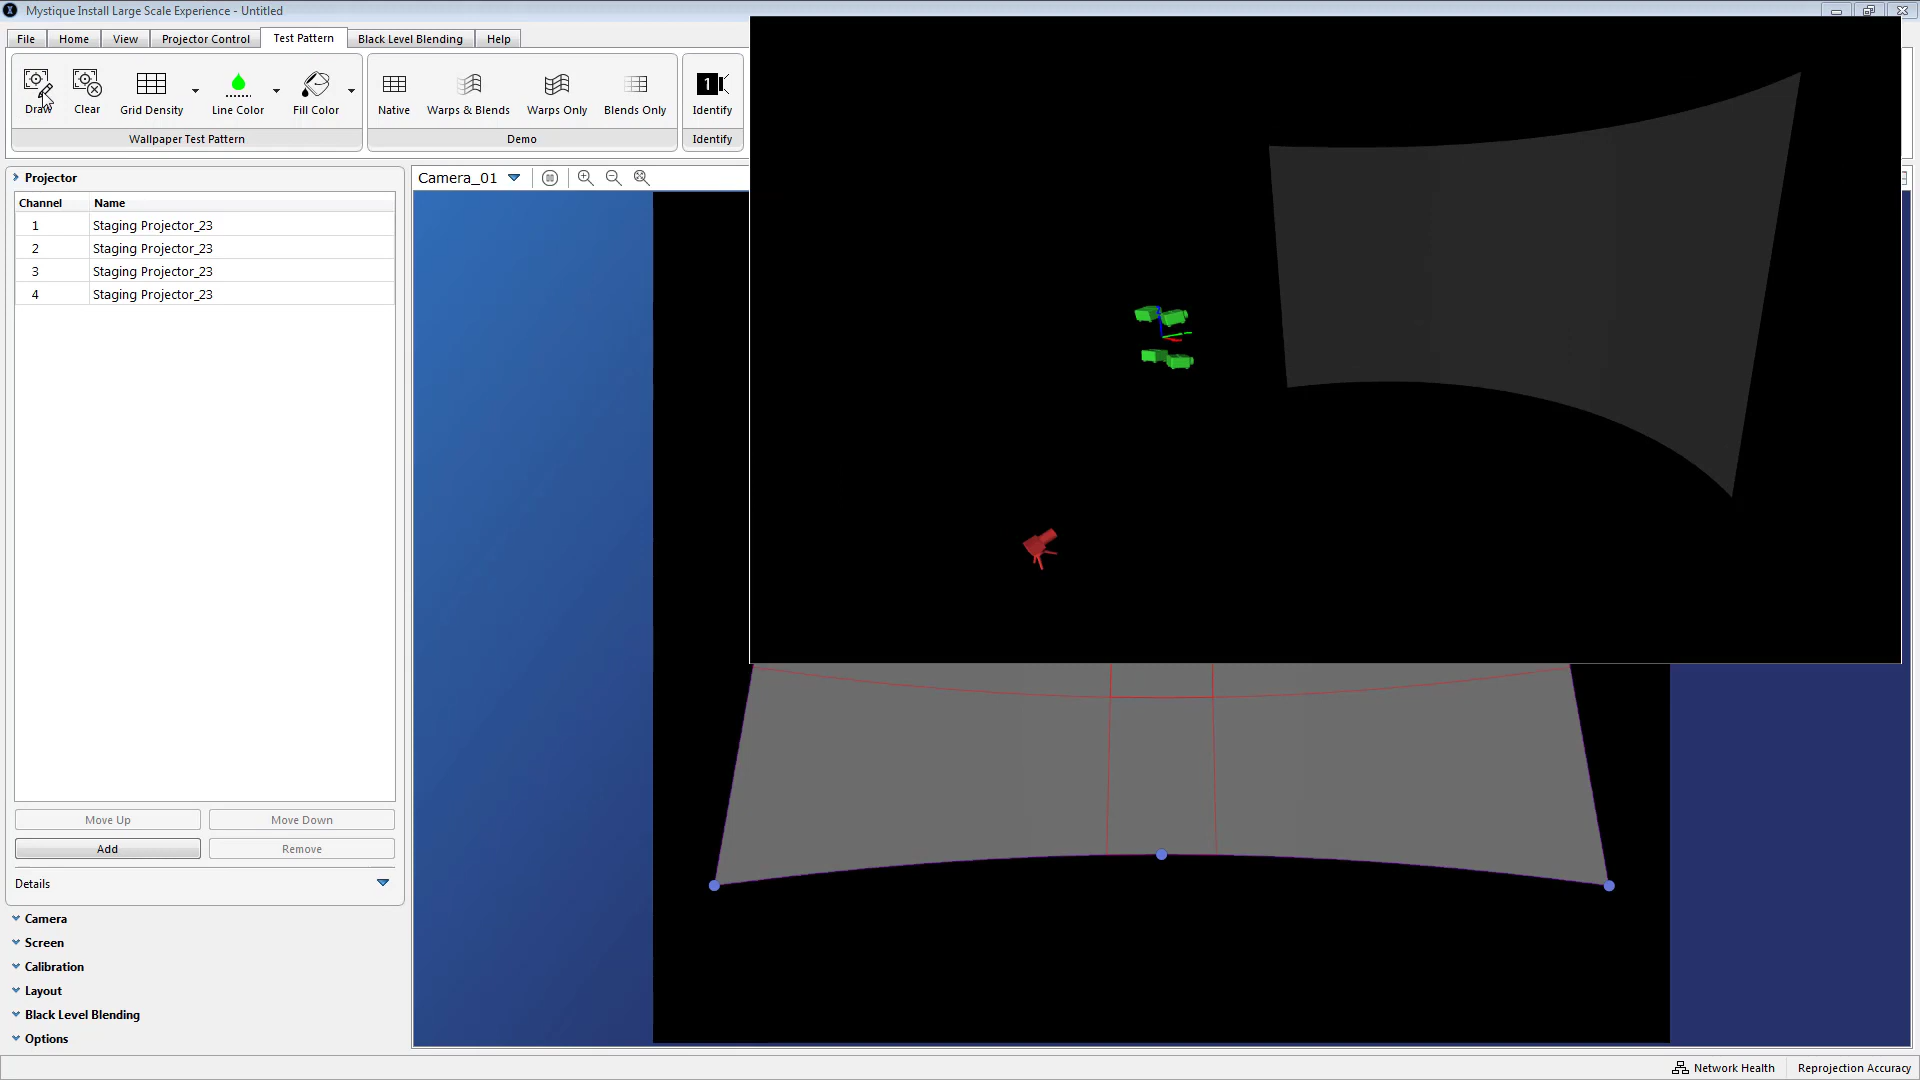 Mystique Install Large Scale Experience - Untitled
File Home View Projector Control Test Pattern Black Level Blending Help
Draw Clear Grid Density Line Color Fill Color Native Warps & Blends Warps Only Blends Only 1 Identify
Wallpaper Test Pattern Demo Identify
Projector
Camera_01
Channel Name
1 Staging Projector_23
2 Staging Projector_23
3 Staging Projector_23
4 Staging Projector_23
Move Up Move Down
Add Remove
Details
Camera
Screen
Calibration
Layout
Black Level Blending
Options
Network Health Reprojection Accuracy